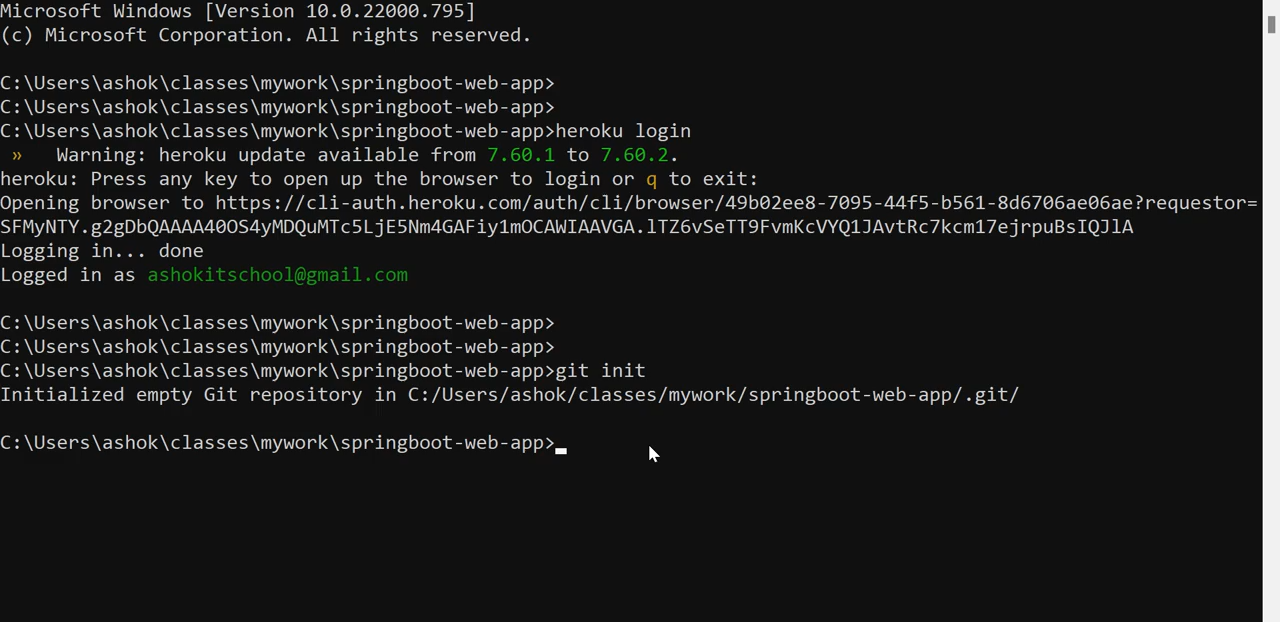 Microsoft Windows [Version 10.0.22000.795]
(c) Microsoft Corporation. All rights reserved.
C:\Users\ashok\classes\mywork\springboot-web-app>
C:\Users\ashok\classes\mywork\springboot-web-app>
C:\Users\ashok\classes\mywork\springboot-web-app>heroku login
»   Warning: heroku update available from 7.60.1 to 7.60.2.
heroku: Press any key to open up the browser to login or q to exit:
Opening browser to https://cli-auth.heroku.com/auth/cli/browser/49b02ee8-7095-44f5-b561-8d6706ae06ae?requestor=
SFMyNTY.g2gDbQAAAA40OS4yMDQuMTc5LjE5Nm4GAFiy1mOCAWIAAVGA.lTZ6vSeTT9FvmKcVYQ1JAvtRc7kcm17ejrpuBsIQJlA
Logging in... done
Logged in as ashokitschool@gmail.com
C:\Users\ashok\classes\mywork\springboot-web-app>
C:\Users\ashok\classes\mywork\springboot-web-app>
C:\Users\ashok\classes\mywork\springboot-web-app>git init
Initialized empty Git repository in C:/Users/ashok/classes/mywork/springboot-web-app/.git/
C:\Users\ashok\classes\mywork\springboot-web-app>